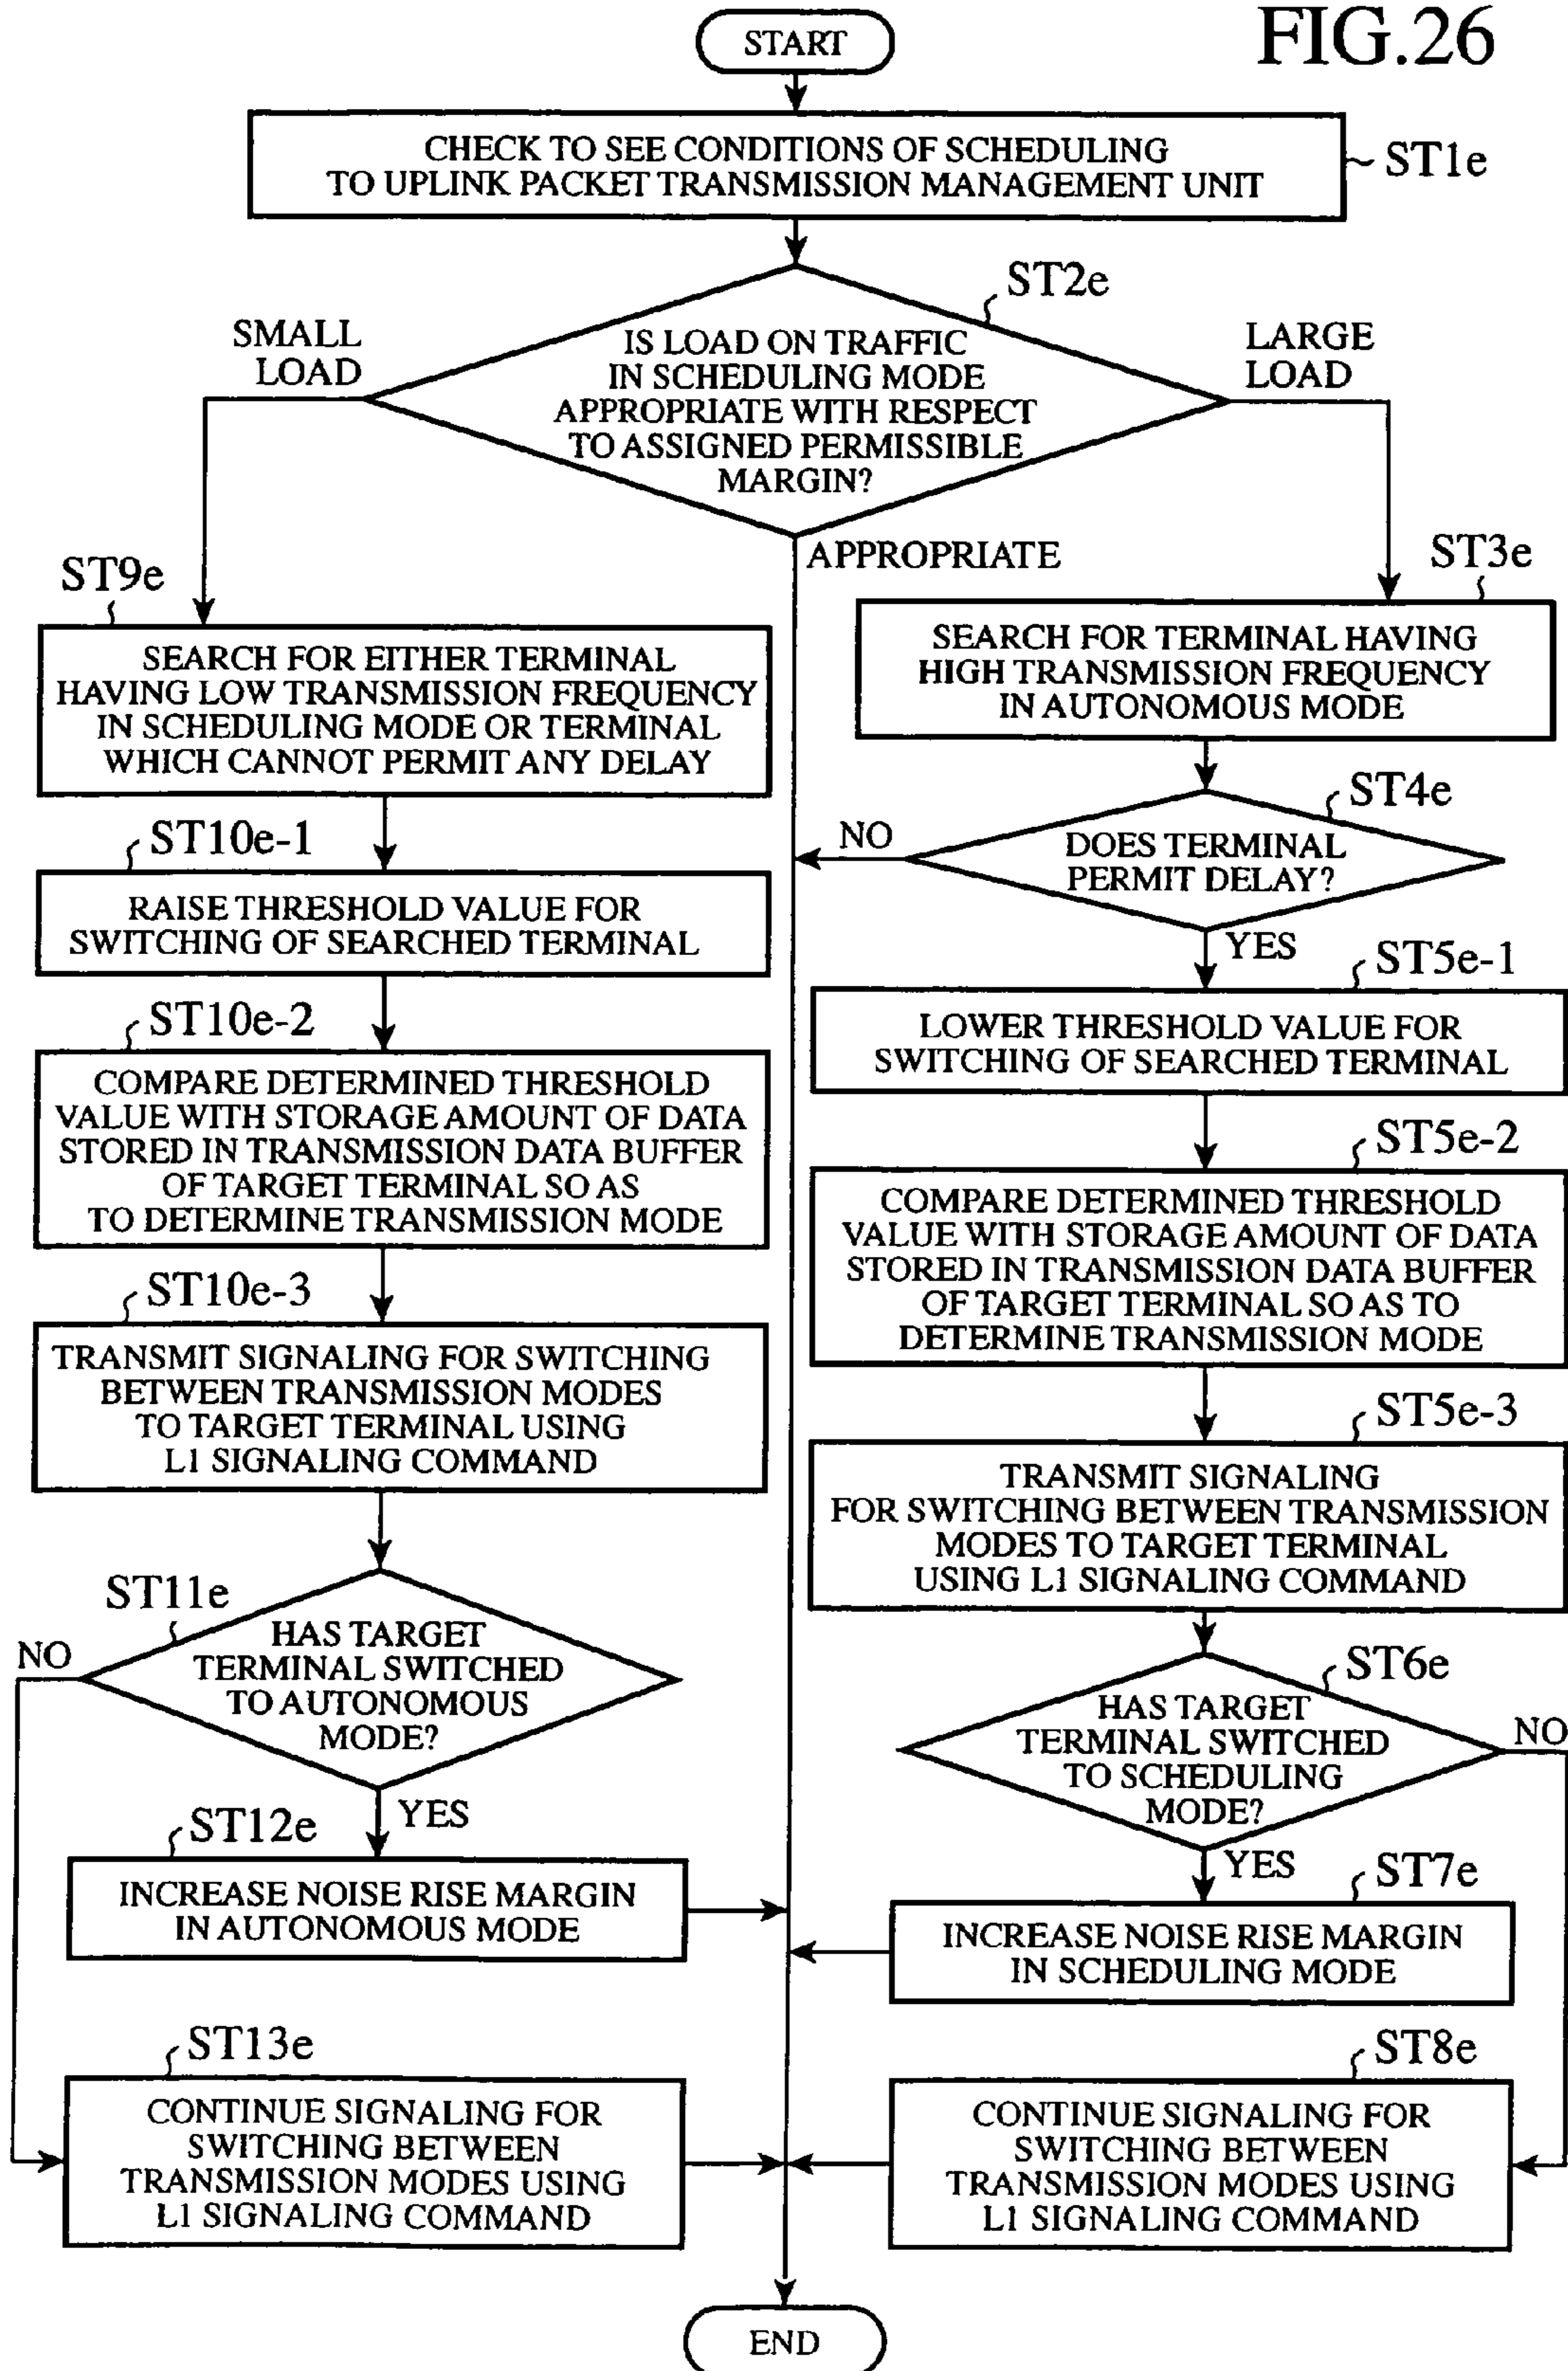 FIG.26
START
CHECK TO SEE CONDITIONS OF SCHEDULING
TO UPLINK PACKET TRANSMISSION MANAGEMENT UNIT
ST1e
ST2e
IS LOAD ON TRAFFIC
IN SCHEDULING MODE
APPROPRIATE WITH RESPECT
TO ASSIGNED PERMISSIBLE
MARGIN?
SMALL
LOAD
LARGE
LOAD
APPROPRIATE
ST9e
SEARCH FOR EITHER TERMINAL
HAVING LOW TRANSMISSION FREQUENCY
IN SCHEDULING MODE OR TERMINAL
WHICH CANNOT PERMIT ANY DELAY
ST10e-1
RAISE THRESHOLD VALUE FOR
SWITCHING OF SEARCHED TERMINAL
ST10e-2
COMPARE DETERMINED THRESHOLD
VALUE WITH STORAGE AMOUNT OF DATA
STORED IN TRANSMISSION DATA BUFFER
OF TARGET TERMINAL SO AS
TO DETERMINE TRANSMISSION MODE
ST10e-3
TRANSMIT SIGNALING FOR SWITCHING
BETWEEN TRANSMISSION MODES
TO TARGET TERMINAL USING
L1 SIGNALING COMMAND
ST11e
HAS TARGET
TERMINAL SWITCHED
TO AUTONOMOUS
MODE?
NO
YES
ST12e
INCREASE NOISE RISE MARGIN
IN AUTONOMOUS MODE
ST13e
CONTINUE SIGNALING FOR
SWITCHING BETWEEN
TRANSMISSION MODES USING
L1 SIGNALING COMMAND
ST3e
SEARCH FOR TERMINAL HAVING
HIGH TRANSMISSION FREQUENCY
IN AUTONOMOUS MODE
ST4e
DOES TERMINAL
PERMIT DELAY?
NO
YES
ST5e-1
LOWER THRESHOLD VALUE FOR
SWITCHING OF SEARCHED TERMINAL
ST5e-2
COMPARE DETERMINED THRESHOLD
VALUE WITH STORAGE AMOUNT OF DATA
STORED IN TRANSMISSION DATA BUFFER
OF TARGET TERMINAL SO AS TO
DETERMINE TRANSMISSION MODE
ST5e-3
TRANSMIT SIGNALING
FOR SWITCHING BETWEEN TRANSMISSION
MODES TO TARGET TERMINAL
USING L1 SIGNALING COMMAND
ST6e
HAS TARGET
TERMINAL SWITCHED
TO SCHEDULING
MODE?
NO
YES
ST7e
INCREASE NOISE RISE MARGIN
IN SCHEDULING MODE
ST8e
CONTINUE SIGNALING FOR
SWITCHING BETWEEN
TRANSMISSION MODES USING
L1 SIGNALING COMMAND
END